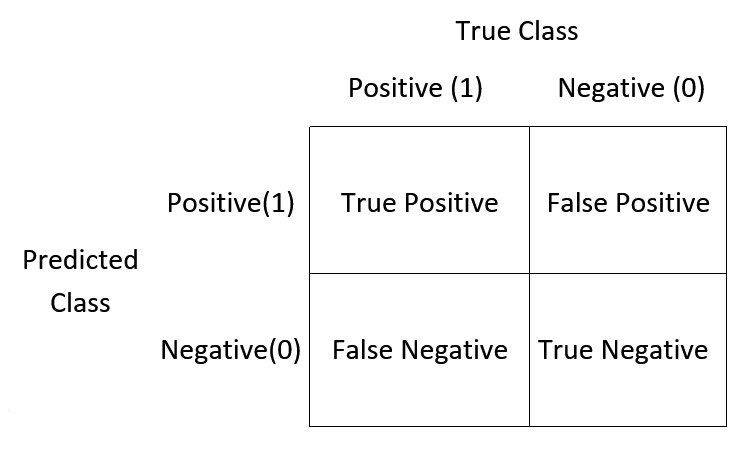 True Class
Positive (1) Negative (0)
Positive(1) True Positive False Positive
Predicted
Class
Negative(0) False Negative True Negative